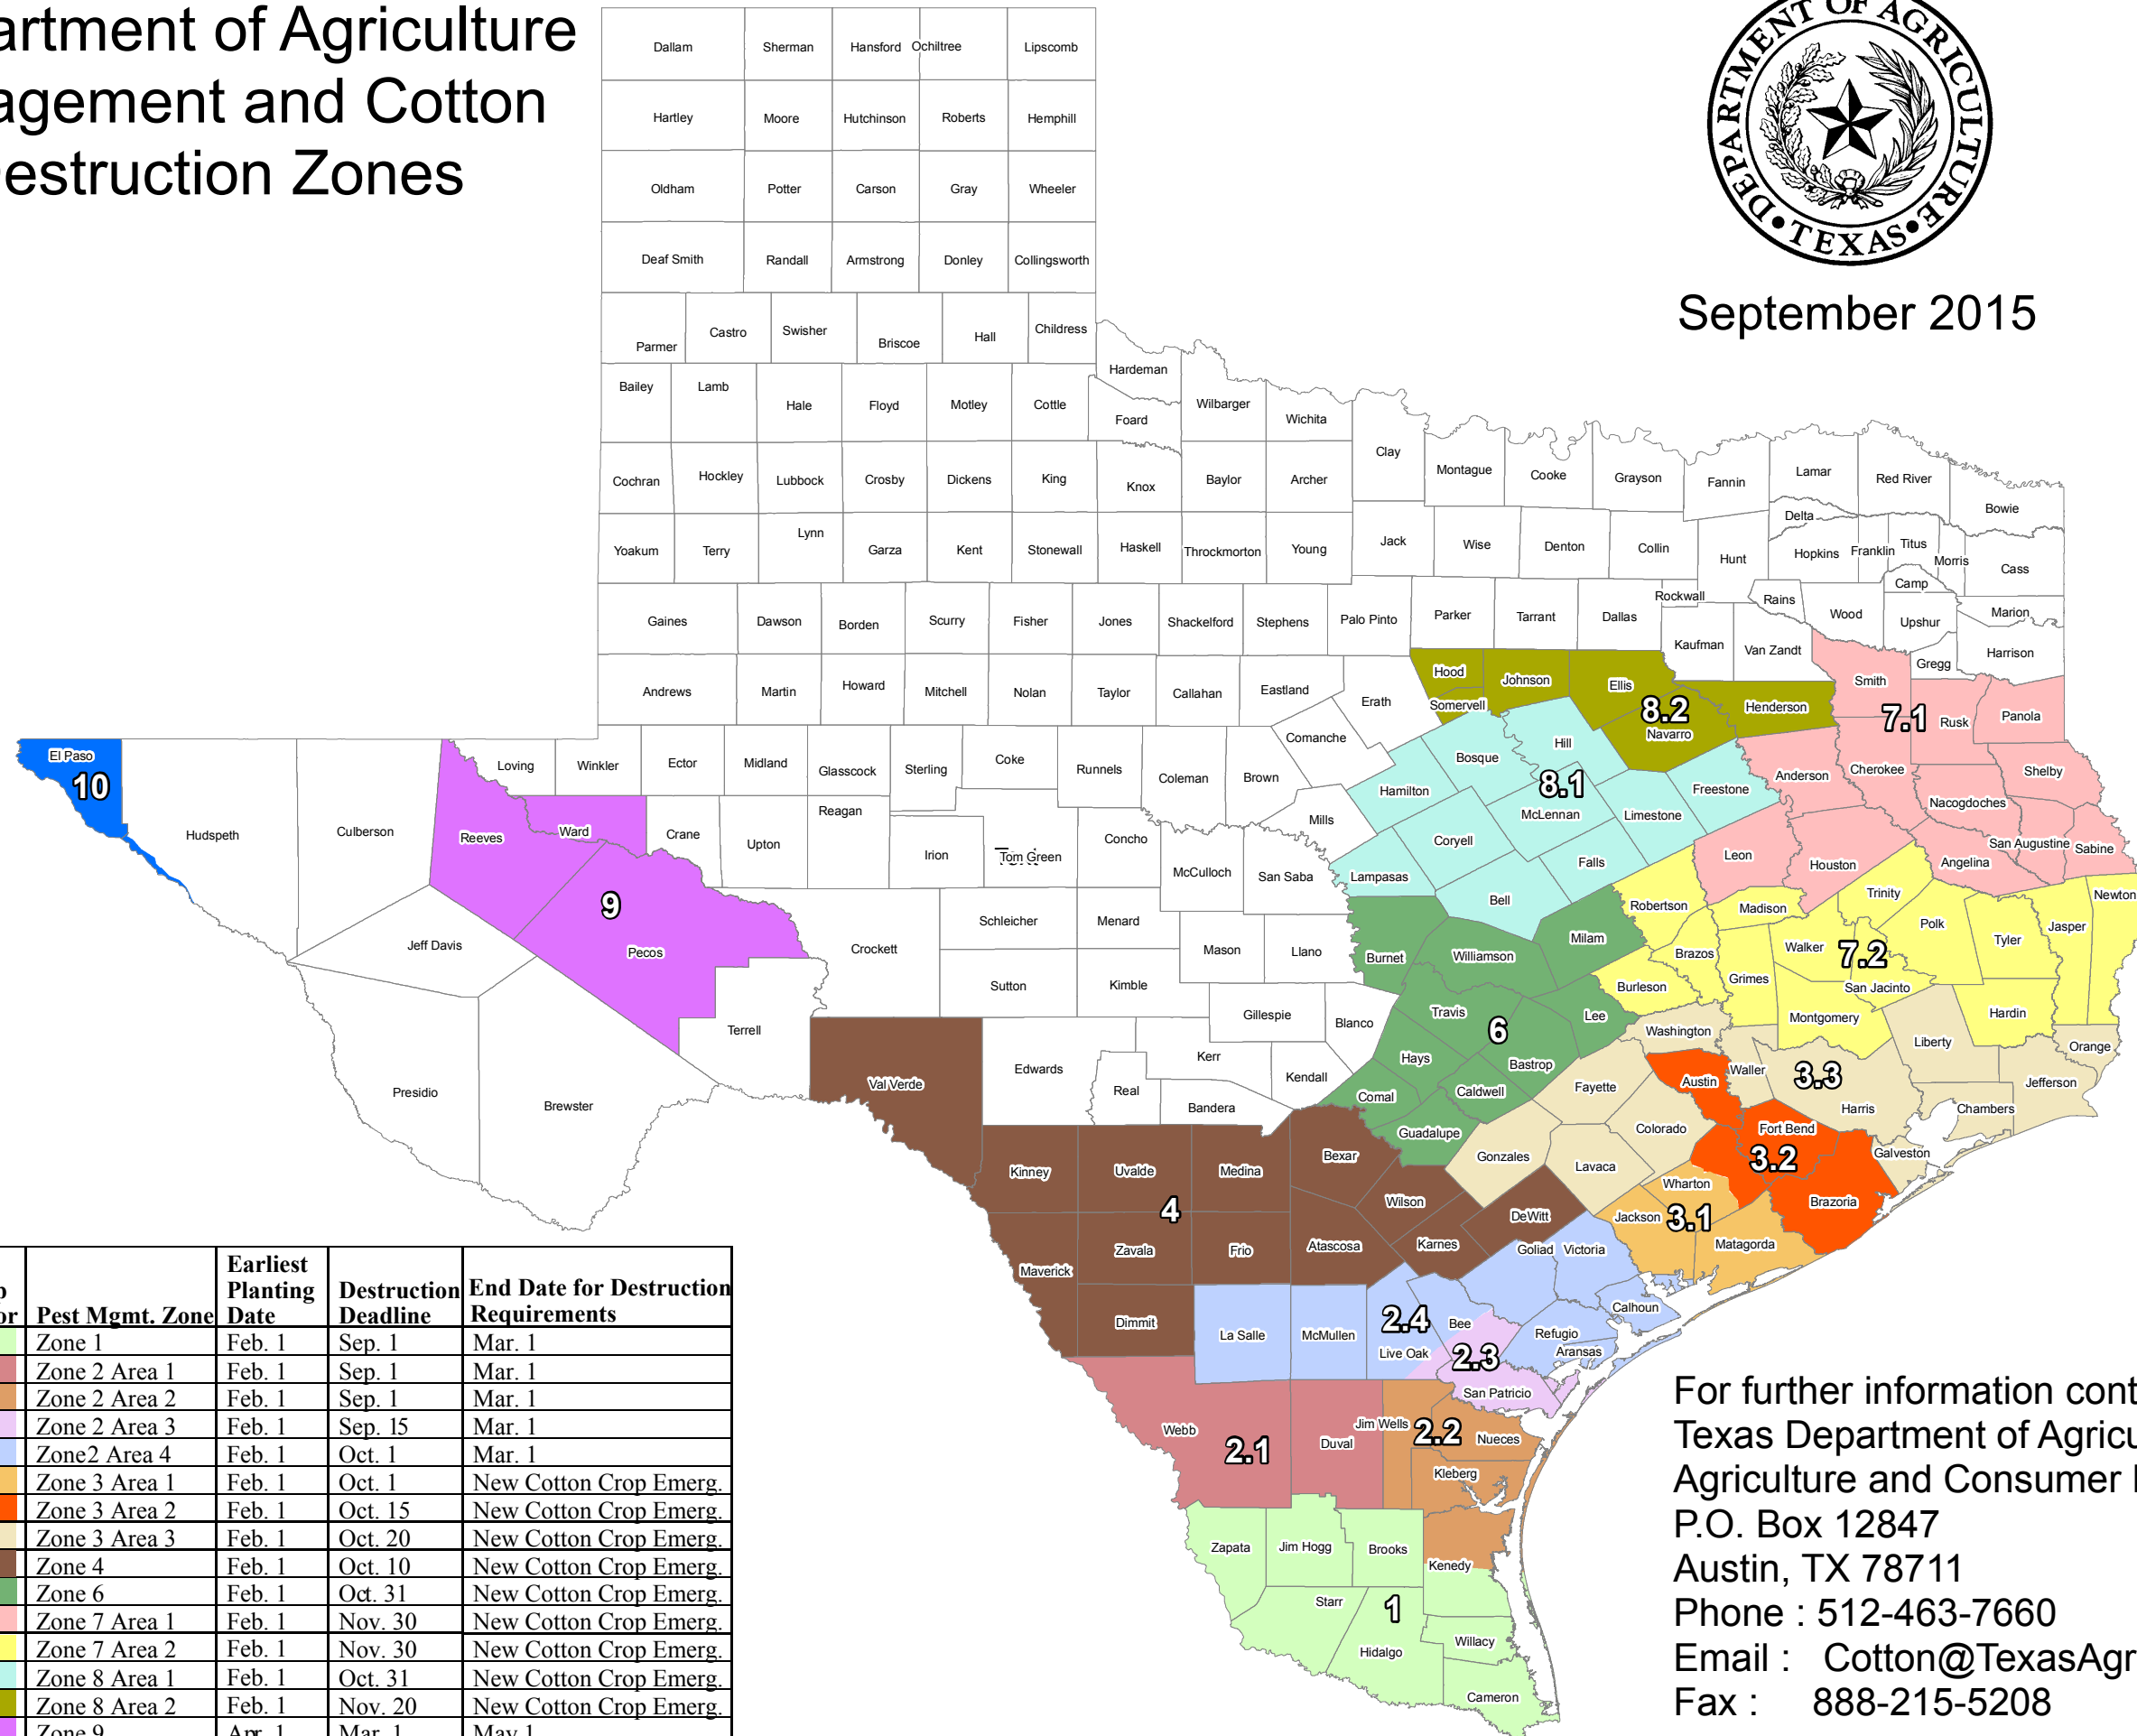 artment of Agriculture
agement and Cotton
estruction Zones
DEPARTMENT OF AGRICULTURE
• TEXAS •
September 2015
Dallam Sherman Hansford Ochiltree Lipscomb
Hartley Moore Hutchinson Roberts Hemphill
Oldham Potter Carson Gray Wheeler
Deaf Smith Randall Armstrong Donley Collingsworth
Parmer Castro Swisher Briscoe Hall Childress
Hardeman
Bailey Lamb Hale Floyd Motley Cottle Foard Wilbarger Wichita
Clay Montague Cooke Grayson Fannin Lamar Red River Bowie
Cochran Hockley Lubbock Crosby Dickens King Knox Baylor Archer
Delta
Yoakum Terry Lynn Garza Kent Stonewall Haskell Throckmorton Young Jack Wise Denton Collin Hunt Hopkins Franklin Titus Morris Cass
Camp
Gaines Dawson Borden Scurry Fisher Jones Shackelford Stephens Palo Pinto Parker Tarrant Dallas Rockwall Rains Wood Upshur Marion
Kaufman Van Zandt Gregg Harrison
Andrews Martin Howard Mitchell Nolan Taylor Callahan Eastland Erath Hood Johnson Ellis Henderson Smith
Somervell 8.2 Navarro 7.1 Rusk Panola
El Paso
10
Hudspeth Culberson Reeves Ward
Loving Winkler Ector Midland Glasscock Sterling Coke Runnels Coleman Brown Comanche
Hamilton Bosque Hill 8.1 McLennan Limestone Freestone Anderson Cherokee Shelby
Nacogdoches
Crane Upton Reagan Irion Tom Green Concho McCulloch San Saba Mills
Lampasas Coryell Falls Bell Leon Houston Angelina San Augustine Sabine
9
Pecos
Jeff Davis Crockett Schleicher Menard Mason Llano Burnet Williamson Milam
Robertson Madison Trinity Polk Tyler Jasper Newton
Brazos Walker 7.2
Burleson Grimes San Jacinto
Montgomery Hardin
Sutton Kimble Gillespie Blanco Travis 6 Lee
Washington Liberty Orange
Terrell Presidio Brewster
Val Verde Edwards Kerr Real Bandera Kendall
Hays Bastrop Comal Caldwell Guadalupe
Fayette Austin Waller 3.3 Harris Jefferson Chambers
Colorado Fort Bend 3.2 Galveston
Gonzales Lavaca Wharton Brazoria
Kinney Uvalde Medina Bexar Wilson
4
DeWitt Jackson 3.1 Matagorda
Maverick Zavala Frio Atascosa Karnes Goliad Victoria
Dimmit La Salle McMullen 2.4 Bee Live Oak Refugio Calhoun Aransas
2.3
San Patricio
Webb 2.1 Duval Jim Wells 2.2 Nueces
Kleberg
Zapata Jim Hogg Brooks Kenedy
Starr 1 Hidalgo Willacy
Cameron
p
or Pest Mgmt. Zone Earliest Planting Date Destruction Deadline End Date for Destruction Requirements
Zone 1 Feb. 1 Sep. 1 Mar. 1
Zone 2 Area 1 Feb. 1 Sep. 1 Mar. 1
Zone 2 Area 2 Feb. 1 Sep. 1 Mar. 1
Zone 2 Area 3 Feb. 1 Sep. 15 Mar. 1
Zone2 Area 4 Feb. 1 Oct. 1 Mar. 1
Zone 3 Area 1 Feb. 1 Oct. 1 New Cotton Crop Emerg.
Zone 3 Area 2 Feb. 1 Oct. 15 New Cotton Crop Emerg.
Zone 3 Area 3 Feb. 1 Oct. 20 New Cotton Crop Emerg.
Zone 4 Feb. 1 Oct. 10 New Cotton Crop Emerg.
Zone 6 Feb. 1 Oct. 31 New Cotton Crop Emerg.
Zone 7 Area 1 Feb. 1 Nov. 30 New Cotton Crop Emerg.
Zone 7 Area 2 Feb. 1 Nov. 30 New Cotton Crop Emerg.
Zone 8 Area 1 Feb. 1 Oct. 31 New Cotton Crop Emerg.
Zone 8 Area 2 Feb. 1 Nov. 20 New Cotton Crop Emerg.
Zone 9 Apr. 1 Mar. 1 May 1
For further information cont
Texas Department of Agricu
Agriculture and Consumer
P.O. Box 12847
Austin, TX 78711
Phone : 512-463-7660
Email : Cotton@TexasAgr
Fax : 888-215-5208